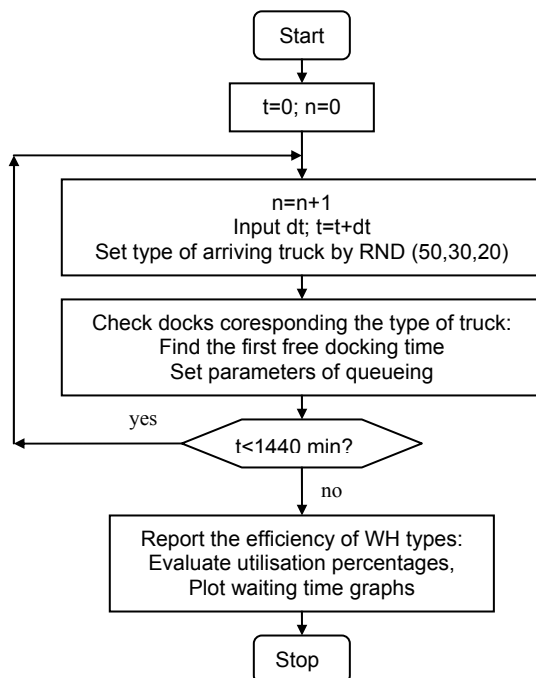 Start
t=0; n=0
n=n+1
Input dt; t=t+dt
Set type of arriving truck by RND (50,30,20)
Check docks coresponding the type of truck:
Find the first free docking time
Set parameters of queueing
yes
t<1440 min?
no
Report the efficiency of WH types:
Evaluate utilisation percentages,
Plot waiting time graphs
Stop